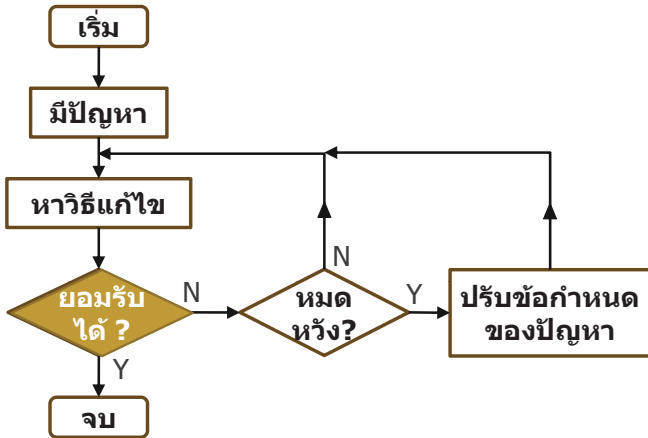 เริ่ม
มีปัญหา
หาวิธีแก้ไข
ยอมรับ
ได้ ?
N
หมด
หวัง?
N
Y
ปรับข้อกำหนด
ของปัญหา
Y
จบ